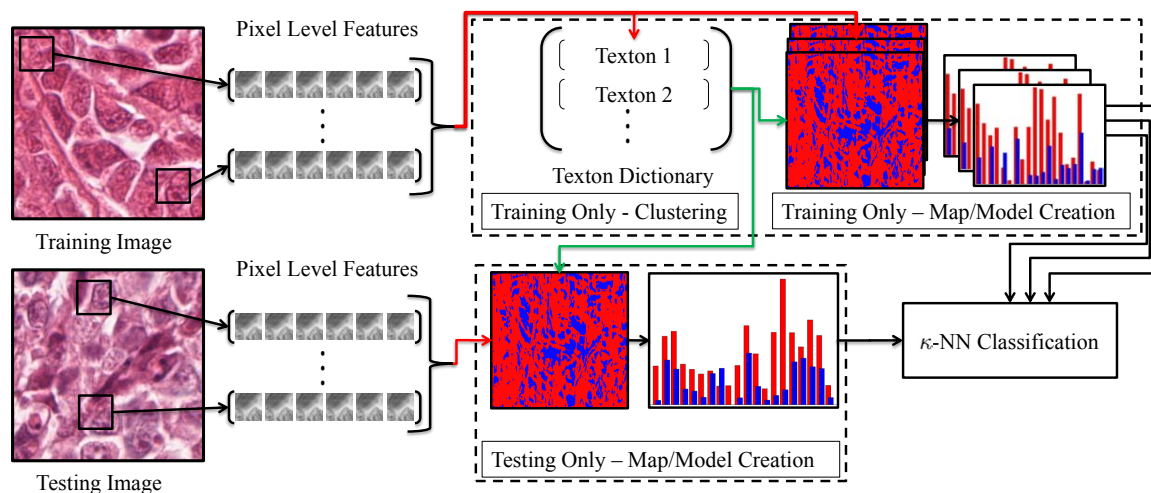 Pixel Level Features
Texton 1
Texton 2
Texton Dictionary
Training Only - Clustering
Training Only – Map/Model Creation
Training Image
Pixel Level Features
κ-NN Classification
Testing Only – Map/Model Creation
Testing Image